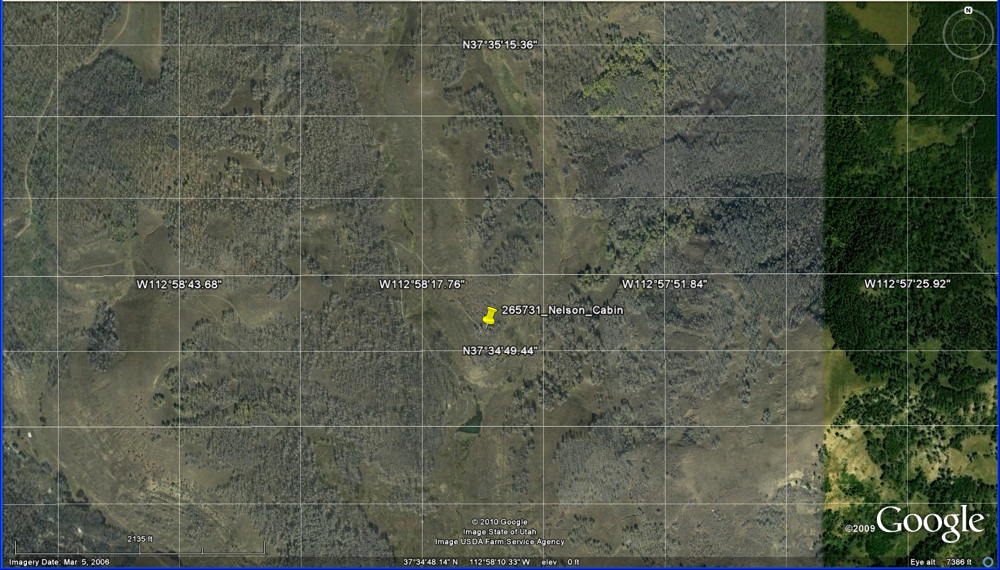 N
N37°35'15.36"
W112°58'43.68"
W112°58'17.76"
W112°57'51.84"
W112°57'25.92"
265731_Nelson_Cabin
N37°34'49.44"
© 2010 Google
Image State of Utah
Image USDA Farm Service Agency
©2009 Google™
2135 ft
Imagery Date: Mar 5, 2006
37°34'48.14" N 112°58'10.33" W elev 0 ft
Eye alt 7386 ft